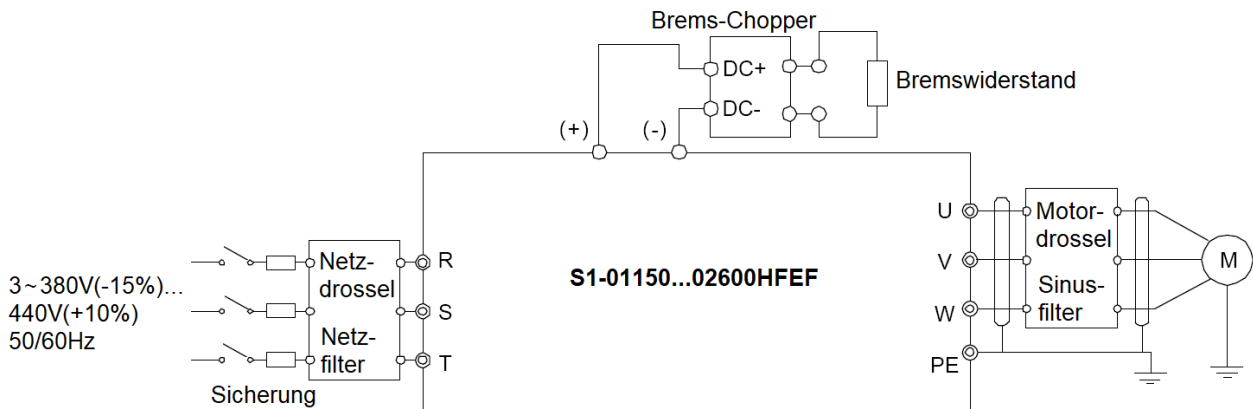 Brems-Chopper
DC+
DC-
Bremswiderstand
(+)
(-)
3~380V(-15%)...
440V(+10%)
50/60Hz
Sicherung
Netz-
drossel
Netz-
filter
R
S
T
S1-01150...02600HFEF
U
V
W
PE
Motor-
drossel
Sinus-
filter
M